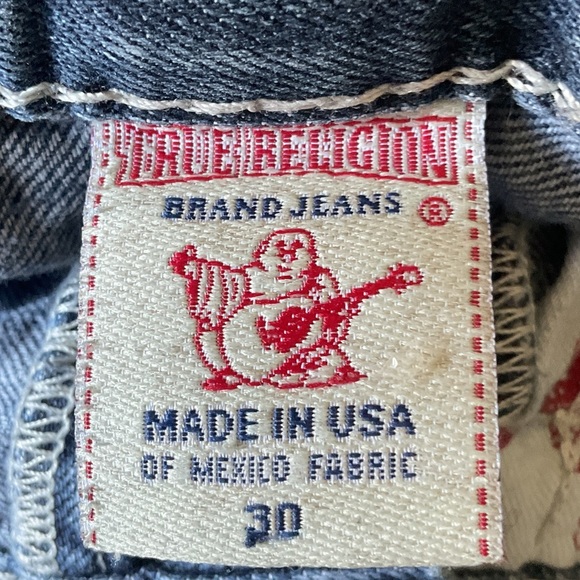 TRUE RELIGION
BRAND JEANS ®
MADE IN USA
OF MEXICO FABRIC
30